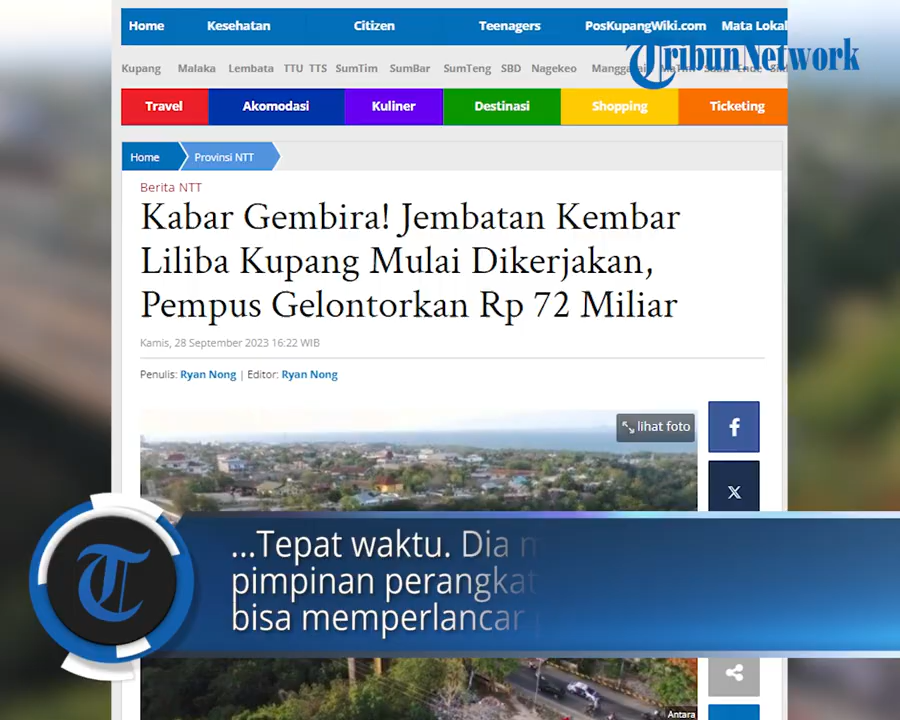 Home Kesehatan Citizen Teenagers PosKupangWiki.com Mata Lokal
TribunNetwork
Kupang Malaka Lembata TTU TTS SumTim SumBar SumTeng SBD Nagekeo
Travel Akomodasi Kuliner Destinasi Shopping Ticketing
Home Provinsi NTT
Berita NTT
Kabar Gembira! Jembatan Kembar
Liliba Kupang Mulai Dikerjakan,
Pempus Gelontorkan Rp 72 Miliar
Kamis, 28 September 2023 16:22 WIB
Penulis: Ryan Nong | Editor: Ryan Nong
lihat foto
...Tepat waktu. Dia
pimpinan perangkat
bisa memperlancar
Antara